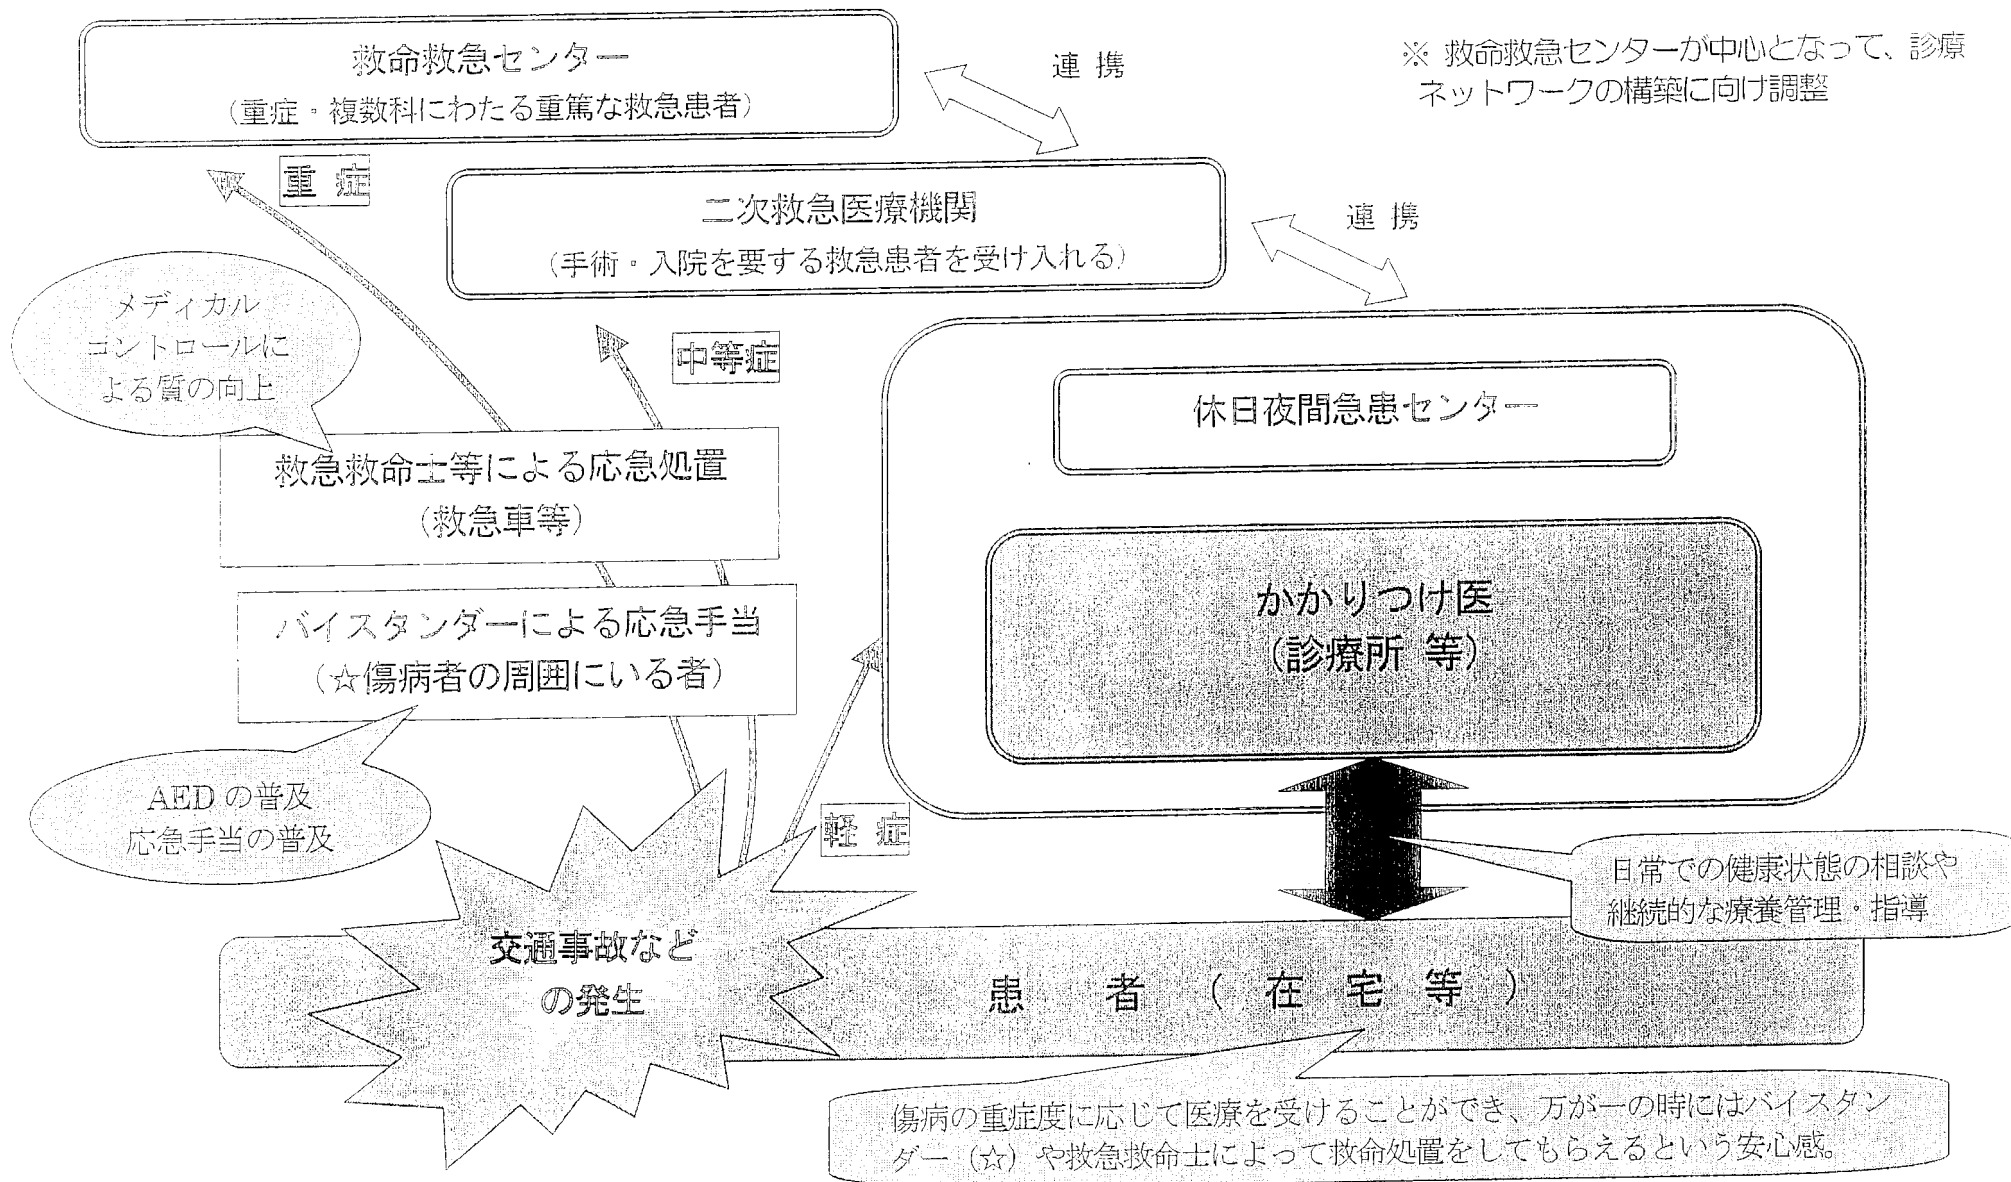 救命救急センター
(重症・複数科にわたる重篤な救急患者)
連 携
※ 救命救急センターが中心となって、診療
ネットワークの構築に向け調整
重 症
二次救急医療機関
(手術・入院を要する救急患者を受け入れる)
連 携
メディカル
コントロールに
よる質の向上
中等症
休日夜間急患センター
救急救命士等による応急処置
(救急車等)
かかりつけ医
(診療所 等)
バイスタンダーによる応急手当
(☆傷病者の周囲にいる者)
AED の普及
応急手当の普及
軽 症
日常での健康状態の相談や
継続的な療養管理・指導
交通事故など
の発生
患 者 ( 在 宅 等 )
傷病の重症度に応じて医療を受けることができ、万が一の時にはバイスタン
ダー (☆) や救急救命士によって救命処置をしてもらえるという安心感。